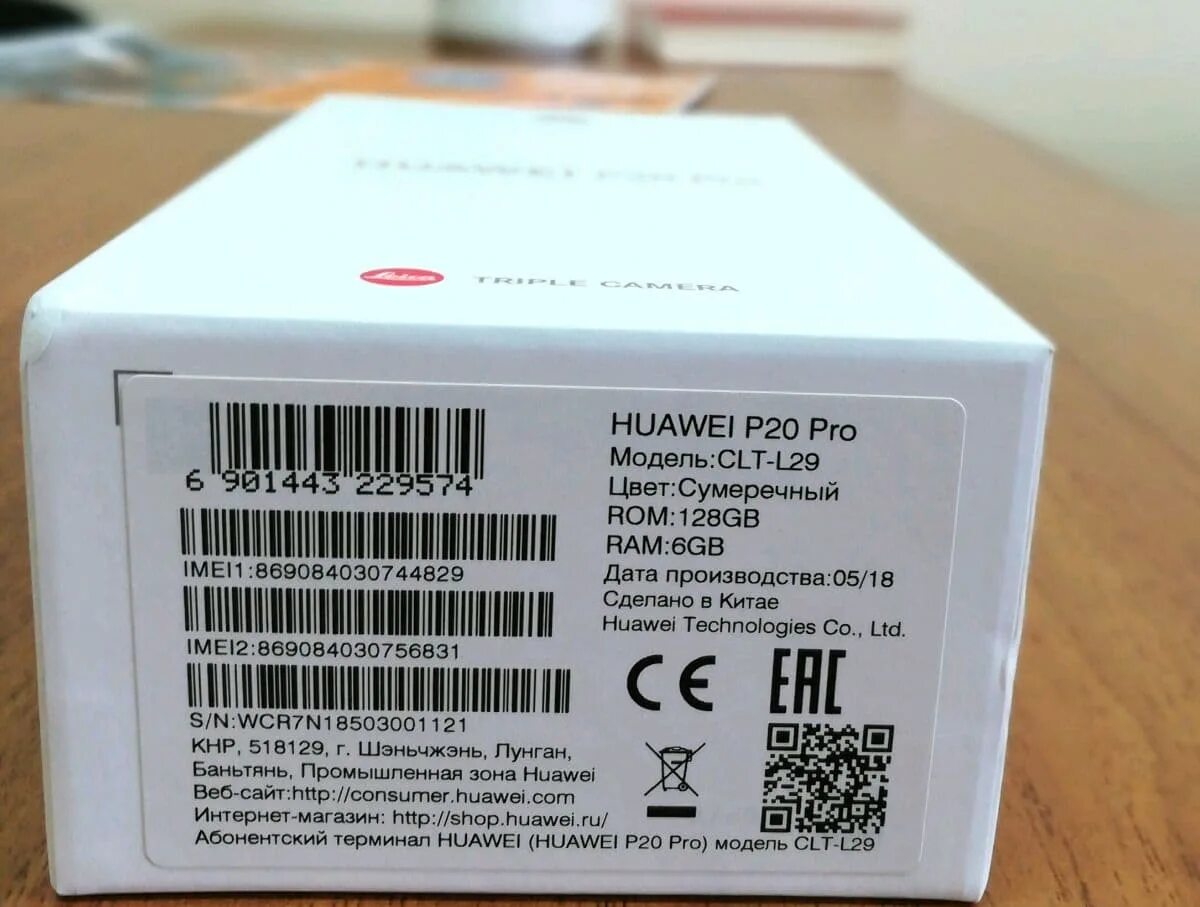 HUAWEI P20 Pro
Leica TRIPLE CAMERA
6 901443 229574
IMEI1:869084030744829
IMEI2:869084030756831
S/N:WCR7N18503001121
КНР, 518129, г. Шэньчжэнь, Лунган,
Баньтянь, Промышленная зона Huawei
Веб-сайт:http://consumer.huawei.com
Интернет-магазин: http://shop.huawei.ru/
Абонентский терминал HUAWEI (HUAWEI P20 Pro) модель CLT-L29
HUAWEI P20 Pro
Модель:CLT-L29
Цвет:Сумеречный
ROM:128GB
RAM:6GB
Дата производства:05/18
Сделано в Китае
Huawei Technologies Co., Ltd.
CE EAC